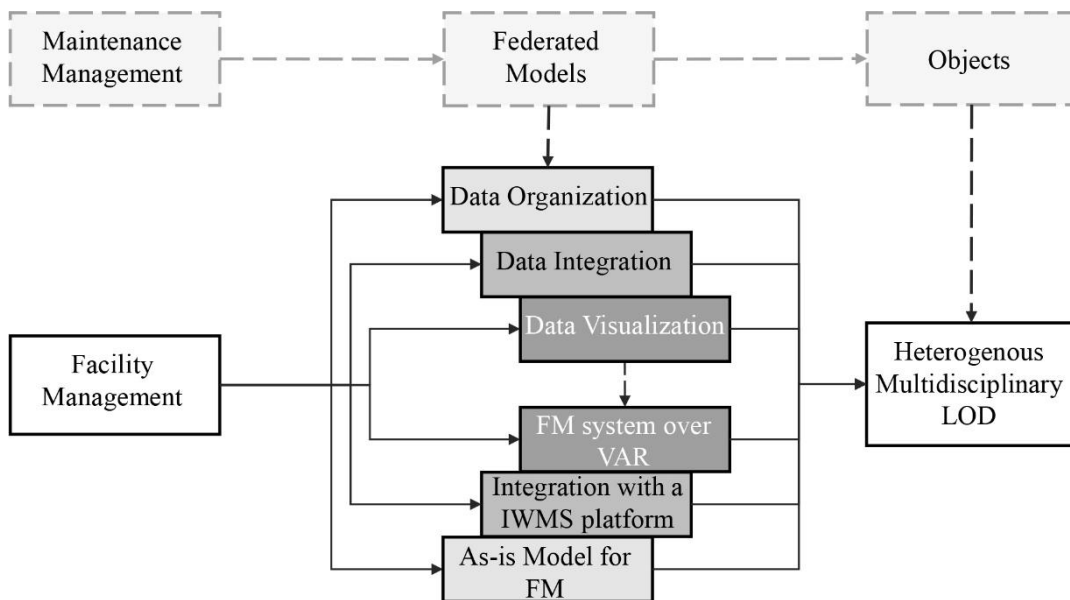 Maintenance
Management
Federated
Models
Objects
Data Organization
Data Integration
Data Visualization
Facility
Management
Heterogenous
Multidisciplinary
LOD
FM system over
VAR
Integration with a
IWMS platform
As-is Model for
FM